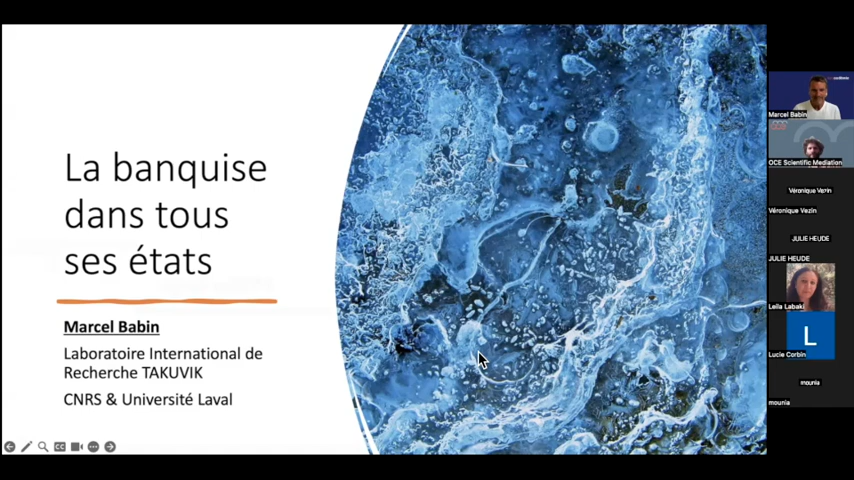 La banquise
dans tous
ses états
Marcel Babin
Laboratoire International de
Recherche TAKUVIK
CNRS & Université Laval
Marcel Babin
OCE Scientific Mediation
Véronique Vezin
Véronique Vezin
JULIE HEUDE
JULIE HEUDE
Leila Labaki
L
Lucie Corbin
mounia
mounia